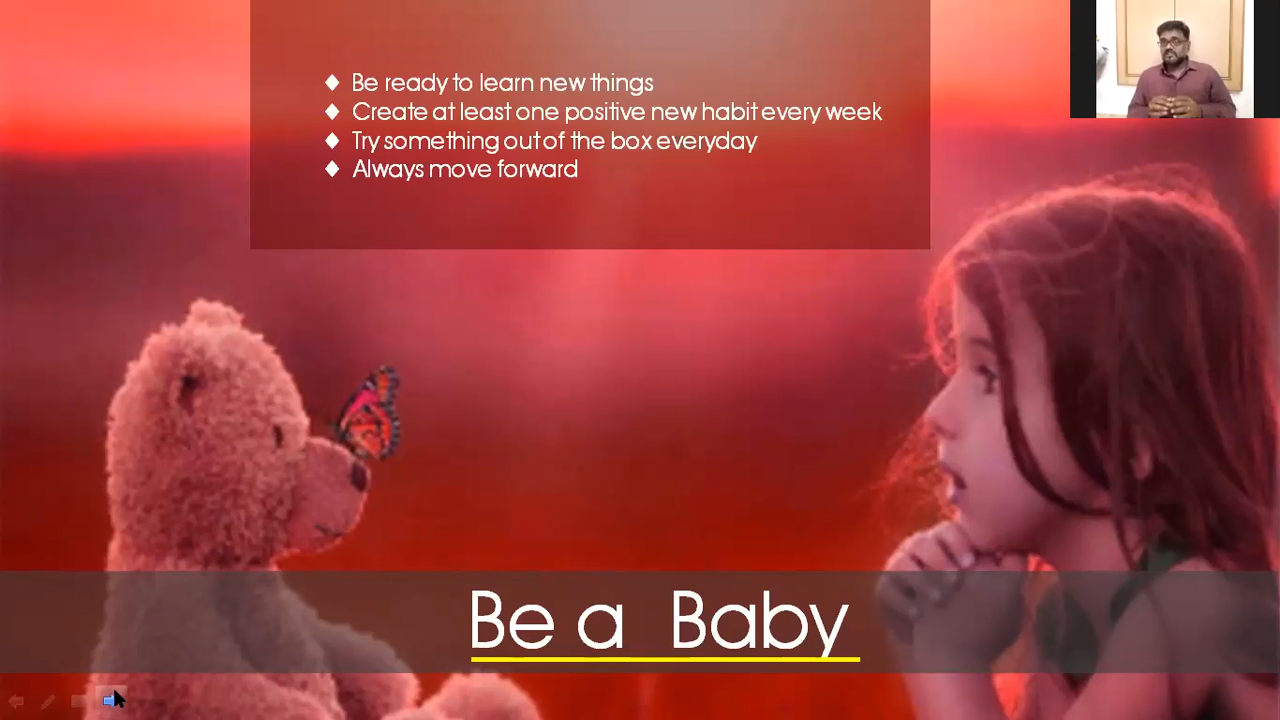 ♦ Be ready to learn new things
♦ Create at least one positive new habit every week
♦ Try something out of the box everyday
♦ Always move forward
Be a Baby